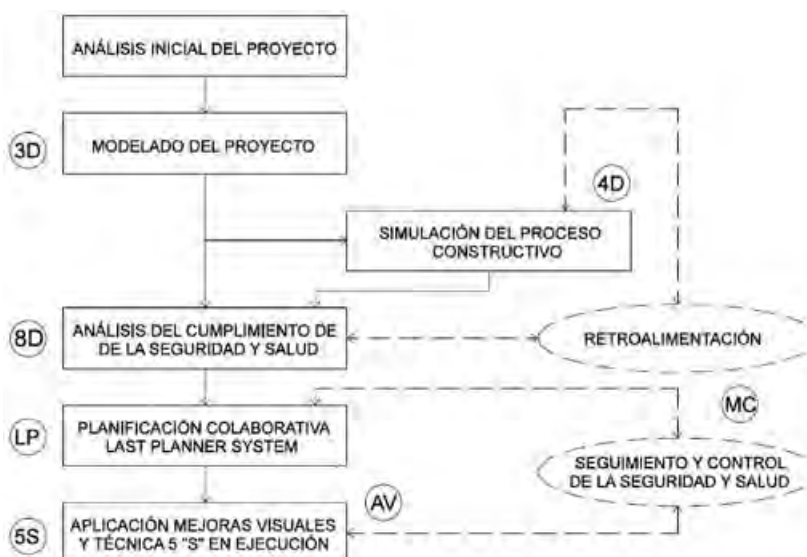 ANÁLISIS INICIAL DEL PROYECTO
3D
MODELADO DEL PROYECTO
4D
SIMULACIÓN DEL PROCESO
CONSTRUCTIVO
8D
ANÁLISIS DEL CUMPLIMIENTO DE
DE LA SEGURIDAD Y SALUD
RETROALIMENTACIÓN
LP
PLANIFICACIÓN COLABORATIVA
LAST PLANNER SYSTEM
MC
SEGUIMIENTO Y CONTROL
DE LA SEGURIDAD Y SALUD
AV
5S
APLICACIÓN MEJORAS VISUALES
Y TÉCNICA 5 "S" EN EJECUCIÓN